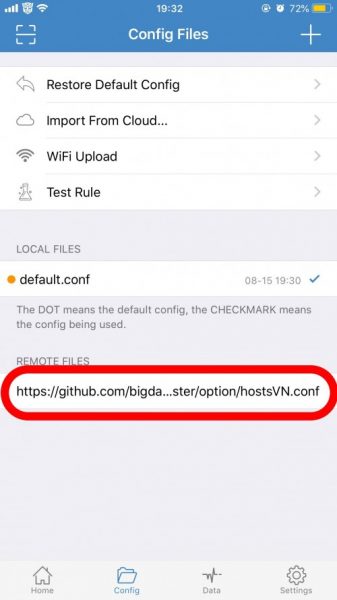 19:32
72%
Config Files
Restore Default Config
Import From Cloud...
WiFi Upload
Test Rule
LOCAL FILES
default.conf 08-15 19:30
The DOT means the default config, the CHECKMARK means
the config being used.
REMOTE FILES
https://github.com/bigda...ster/option/hostsVN.conf
Home Config Data Settings